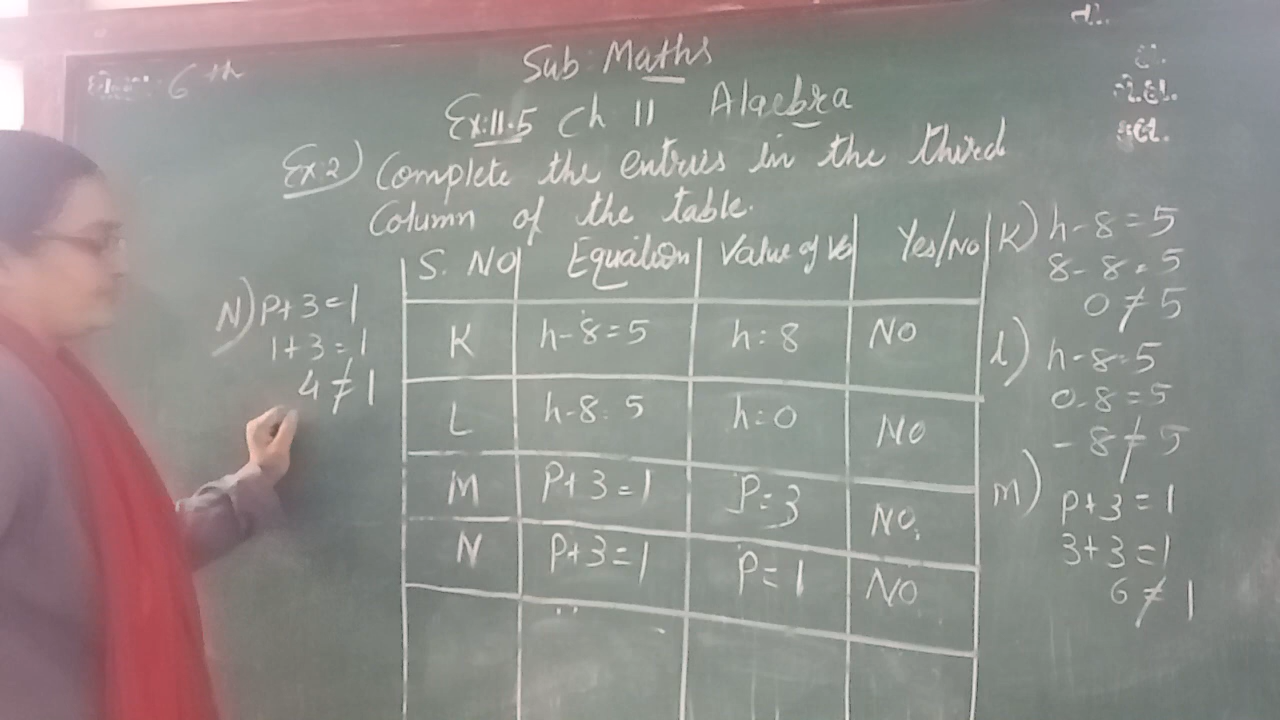 6th
Sub: Maths
Ex:11.5 Ch 11 Algebra
Ex 2) Complete the entries in the third
Column of the table.
S. NO Equation Value of Va Yes/No
K h-8=5 h=8 NO
L h-8=5 h=0 NO
M P+3=1 P=3 NO.
N P+3=1 P=1 NO
N) P+3=1
1+3=1
4≠1
K) h-8=5
8-8=5
0≠5
l) h-8=5
0-8=5
-8≠5
m) P+3=1
3+3=1
6≠1